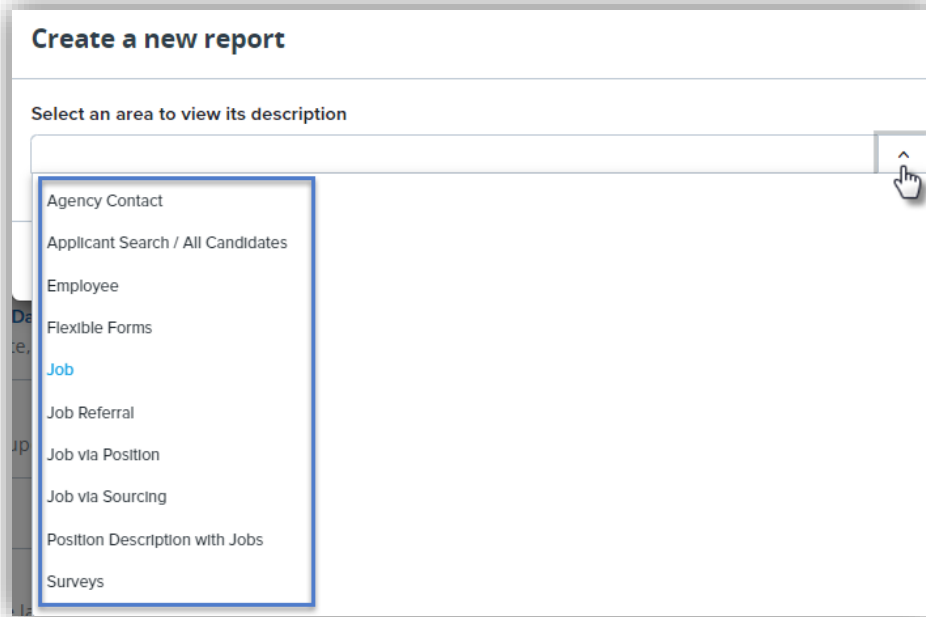 Create a new report
Select an area to view its description
Agency Contact
Applicant Search / All Candidates
Employee
Flexible Forms
Job
Job Referral
Job via Position
Job via Sourcing
Position Description with Jobs
Surveys